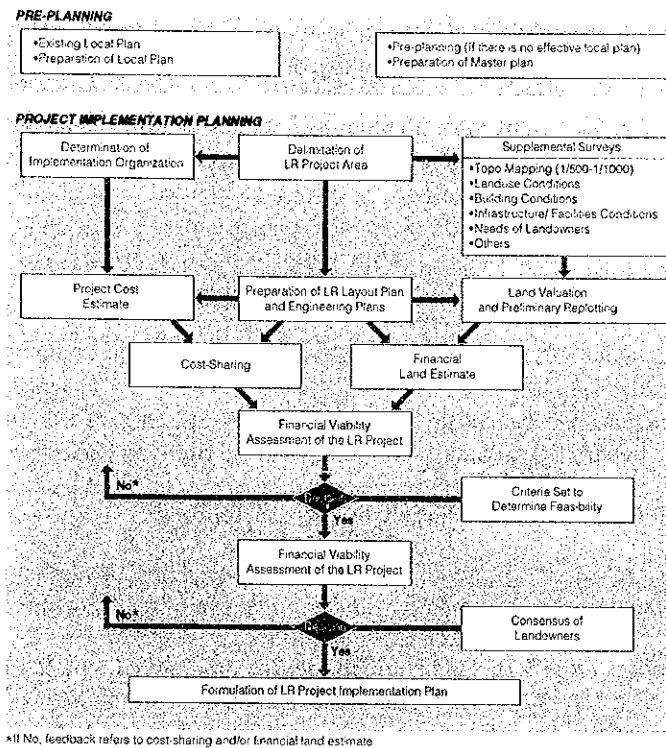 PRE-PLANNING
•Existing Local Plan
•Preparation of Local Plan
•Pre-planning (if there is no effective local plan)
•Preparation of Master plan
PROJECT IMPLEMENTATION PLANNING
Determination of
Implementation Organization
Delimitation of
LR Project Area
Supplemental Surveys
•Topo Mapping (1/500-1/1000)
•Landuse Conditions
•Building Conditions
•Infrastructure/ Facilities Conditions
•Needs of Landowners
•Others
Project Cost
Estimate
Preparation of LR Layout Plan
and Engineering Plans
Land Valuation
and Preliminary Replotting
Cost-Sharing
Financial
Land Estimate
Financial Viability
Assessment of the LR Project
No*
Yes
Criteria Set to
Determine Feas-bility
Financial Viability
Assessment of the LR Project
No*
Yes
Consensus of
Landowners
Formulation of LR Project Implementation Plan
*If No, feedback refers to cost-sharing and/or financial land estimate